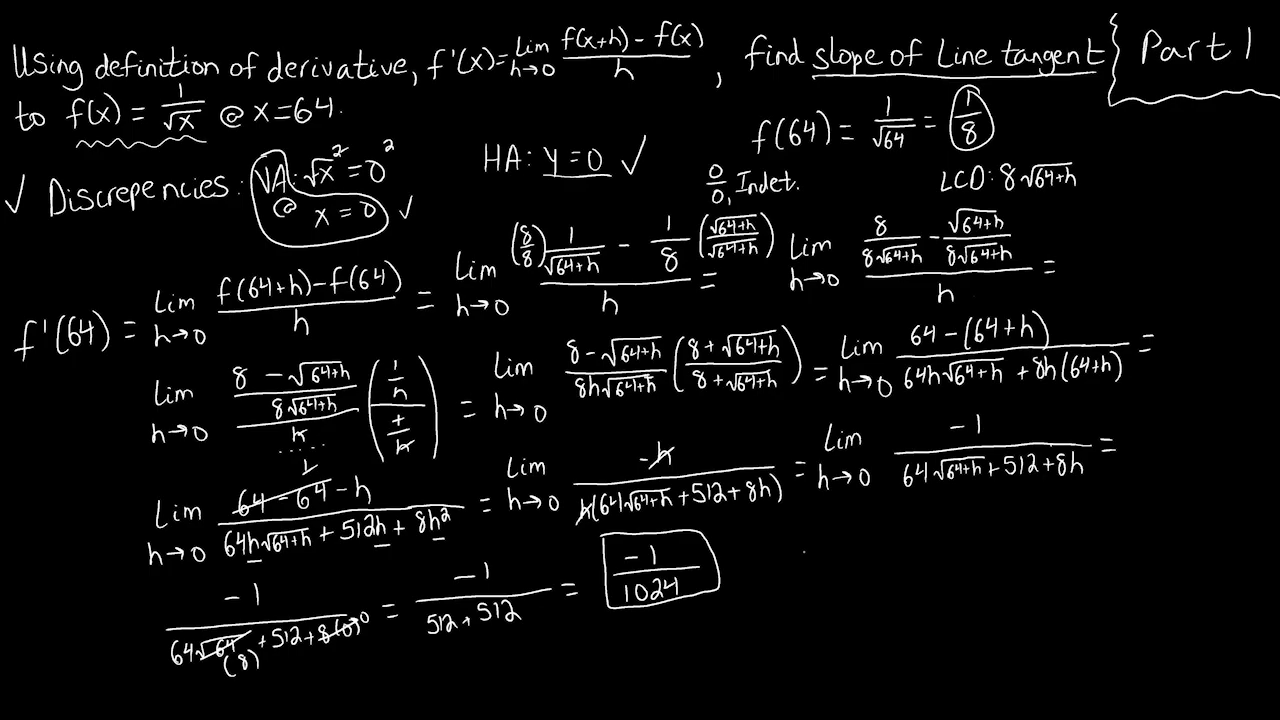 Using definition of derivative, f'(x) = Lim h→0 (f(x+h) - f(x))/h , find slope of Line tangent } Part 1
to f(x) = 1/√x @ x=64.
f(64) = 1/√64 = 1/8
✓ Discrepencies: VA: √x² = 0² HA: y=0 ✓
@ x = 0 ✓
0/0, Indet. LCD: 8√64+h
f'(64) = Lim h→0 (f(64+h) - f(64))/h = Lim h→0 ((8/8) 1/√64+h - 1/8 (√64+h/√64+h))/h = Lim h→0 (8/8√64+h - √64+h/8√64+h)/h =
Lim h→0 ((8 - √64+h)/8√64+h)/h ((1/h)/(1/h)) = Lim h→0 (8 - √64+h)/8h√64+h ((8 + √64+h)/(8 + √64+h)) = Lim h→0 (64 - (64+h))/(64h√64+h + 8h(64+h)) =
Lim h→0 (64 - 64 - h)/(64h√64+h + 512h + 8h²) = Lim h→0 -h/(h(64√64+h + 512 + 8h)) = Lim h→0 -1/(64√64+h + 512 + 8h) =
-1/(64√64 (8) + 512 + 8(0) 0) = -1/(512 + 512) = -1/1024